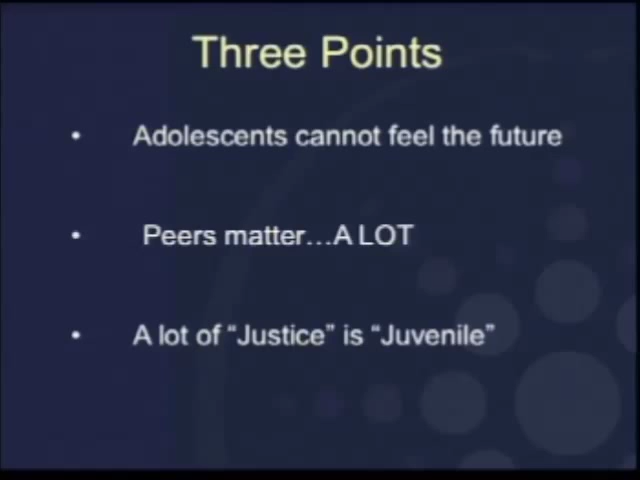 Three Points
• Adolescents cannot feel the future
• Peers matter…A LOT
• A lot of “Justice” is “Juvenile”